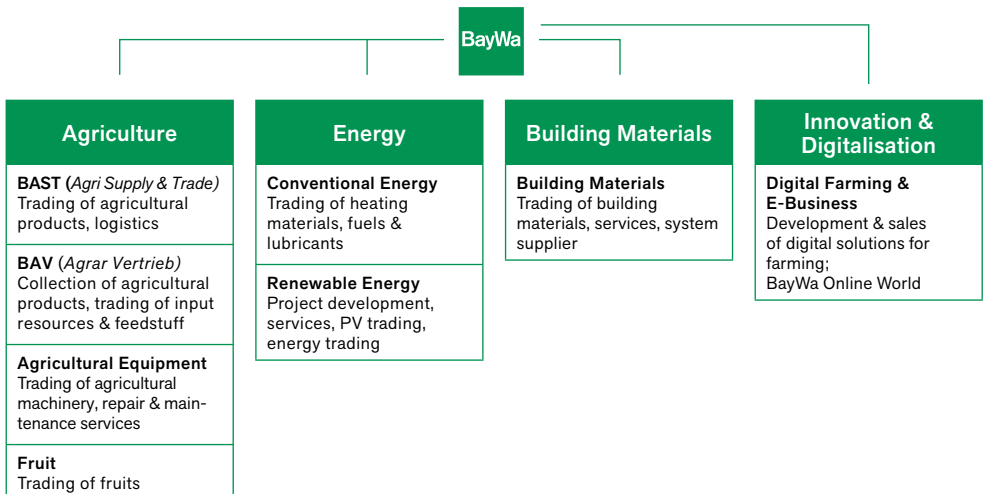 BayWa
Agriculture
BAST (Agri Supply & Trade)
Trading of agricultural
products, logistics
BAV (Agrar Vertrieb)
Collection of agricultural
products, trading of input
resources & feedstuff
Agricultural Equipment
Trading of agricultural
machinery, repair & main-
tenance services
Fruit
Trading of fruits
Energy
Conventional Energy
Trading of heating
materials, fuels &
lubricants
Renewable Energy
Project development,
services, PV trading,
energy trading
Building Materials
Building Materials
Trading of building
materials, services, system
supplier
Innovation &
Digitalisation
Digital Farming &
E-Business
Development & sales
of digital solutions for
farming;
BayWa Online World